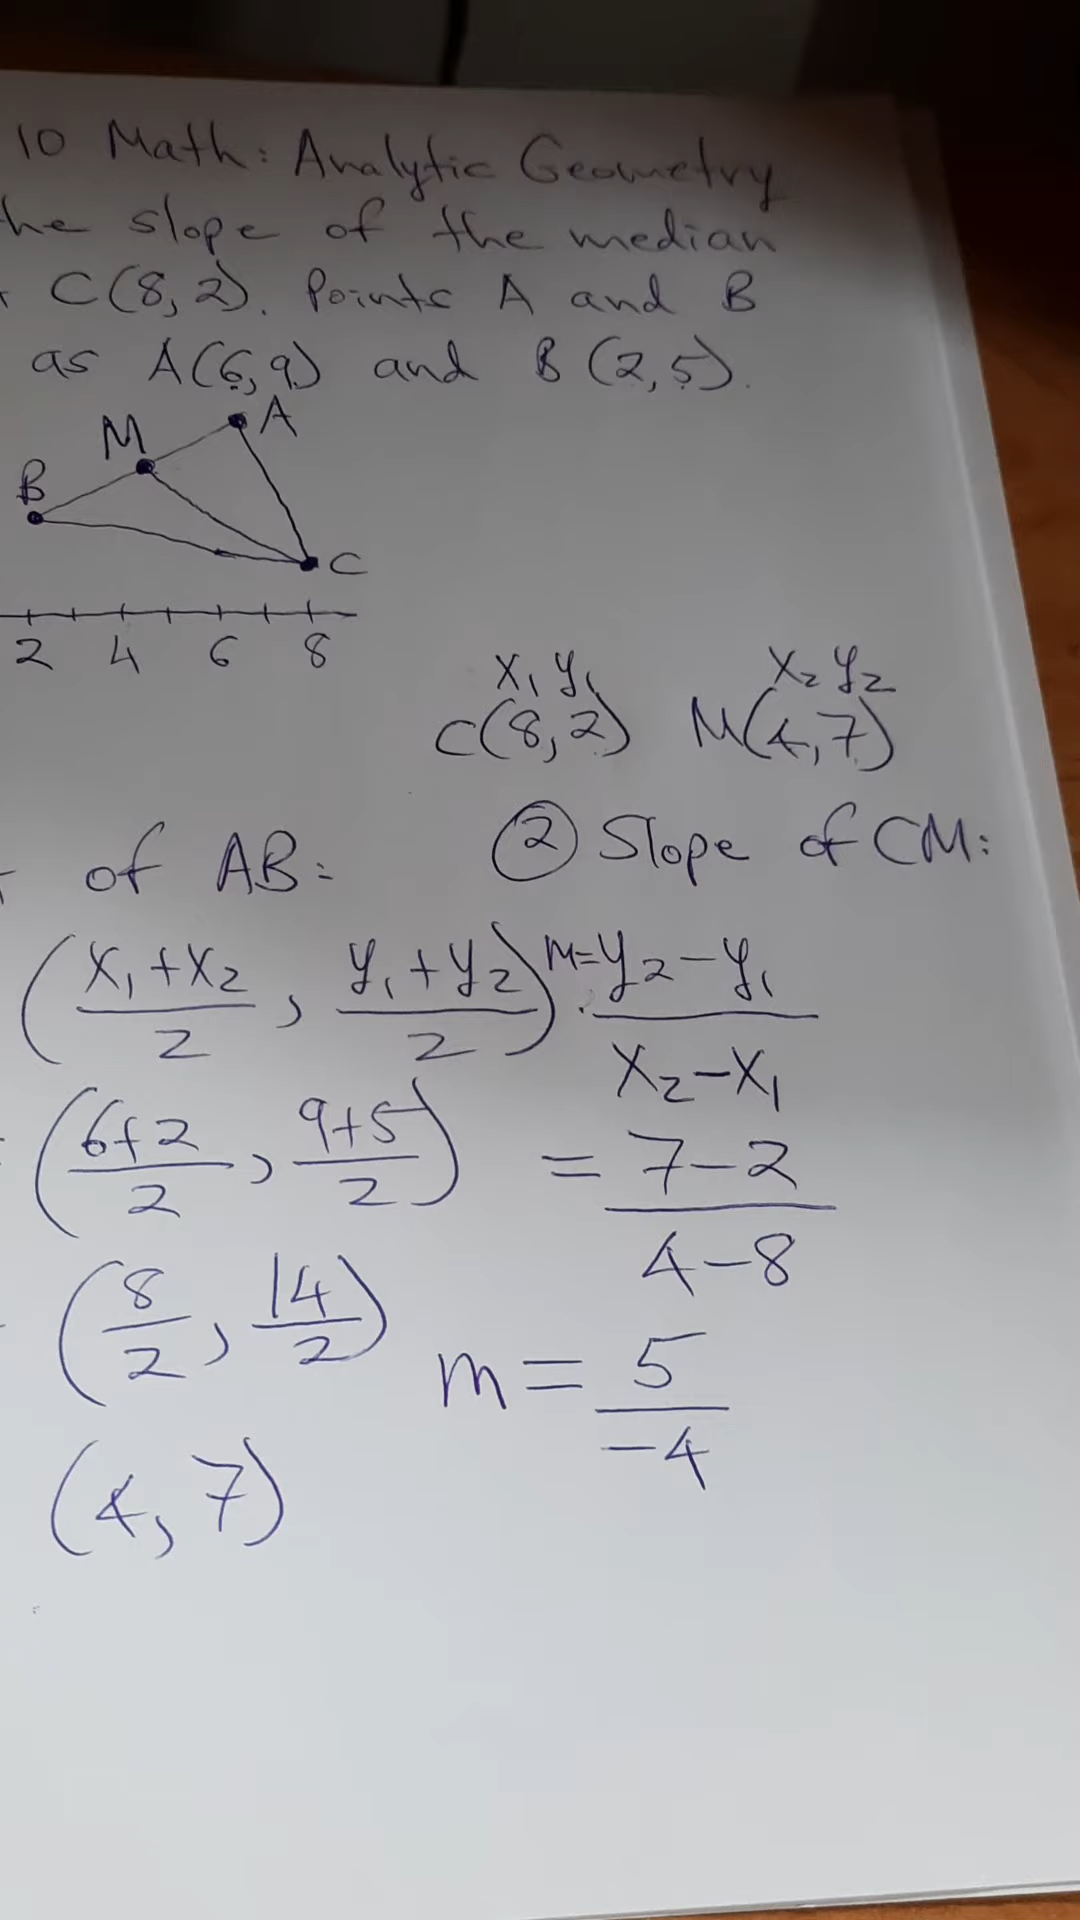 10 Math: Analytic Geometry
he slope of the median
C(8,2). Points A and B
as A(6,9) and B(2,5).
A
M
B
C
2 4 6 8
x₁ y₁ x₂ y₂
C(8,2) M(4,7)
of AB:
(x₁+x₂/2, y₁+y₂/2)
= (6+2/2, 9+5/2)
(8/2, 14/2)
(4,7)
② Slope of CM:
m = y₂-y₁/x₂-x₁
= 7-2/4-8
m = 5/-4